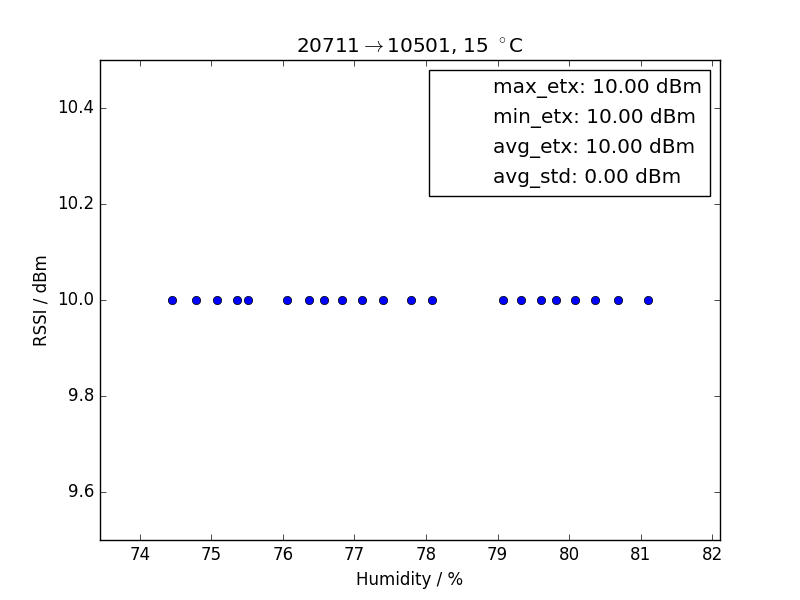 20711→10501, 15 °C
max_etx: 10.00 dBm
min_etx: 10.00 dBm
avg_etx: 10.00 dBm
avg_std: 0.00 dBm
10.4
10.2
10.0
9.8
9.6
RSSI / dBm
74 75 76 77 78 79 80 81 82
Humidity / %